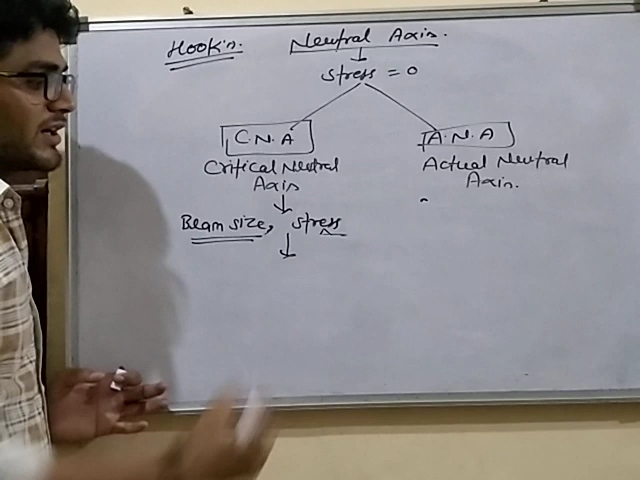 Hook's.
Neutral Axis.
stress = 0
C.N.A
A.N.A
Critical Neutral
Axis
Actual Neutral
Axis.
Beam size, stress